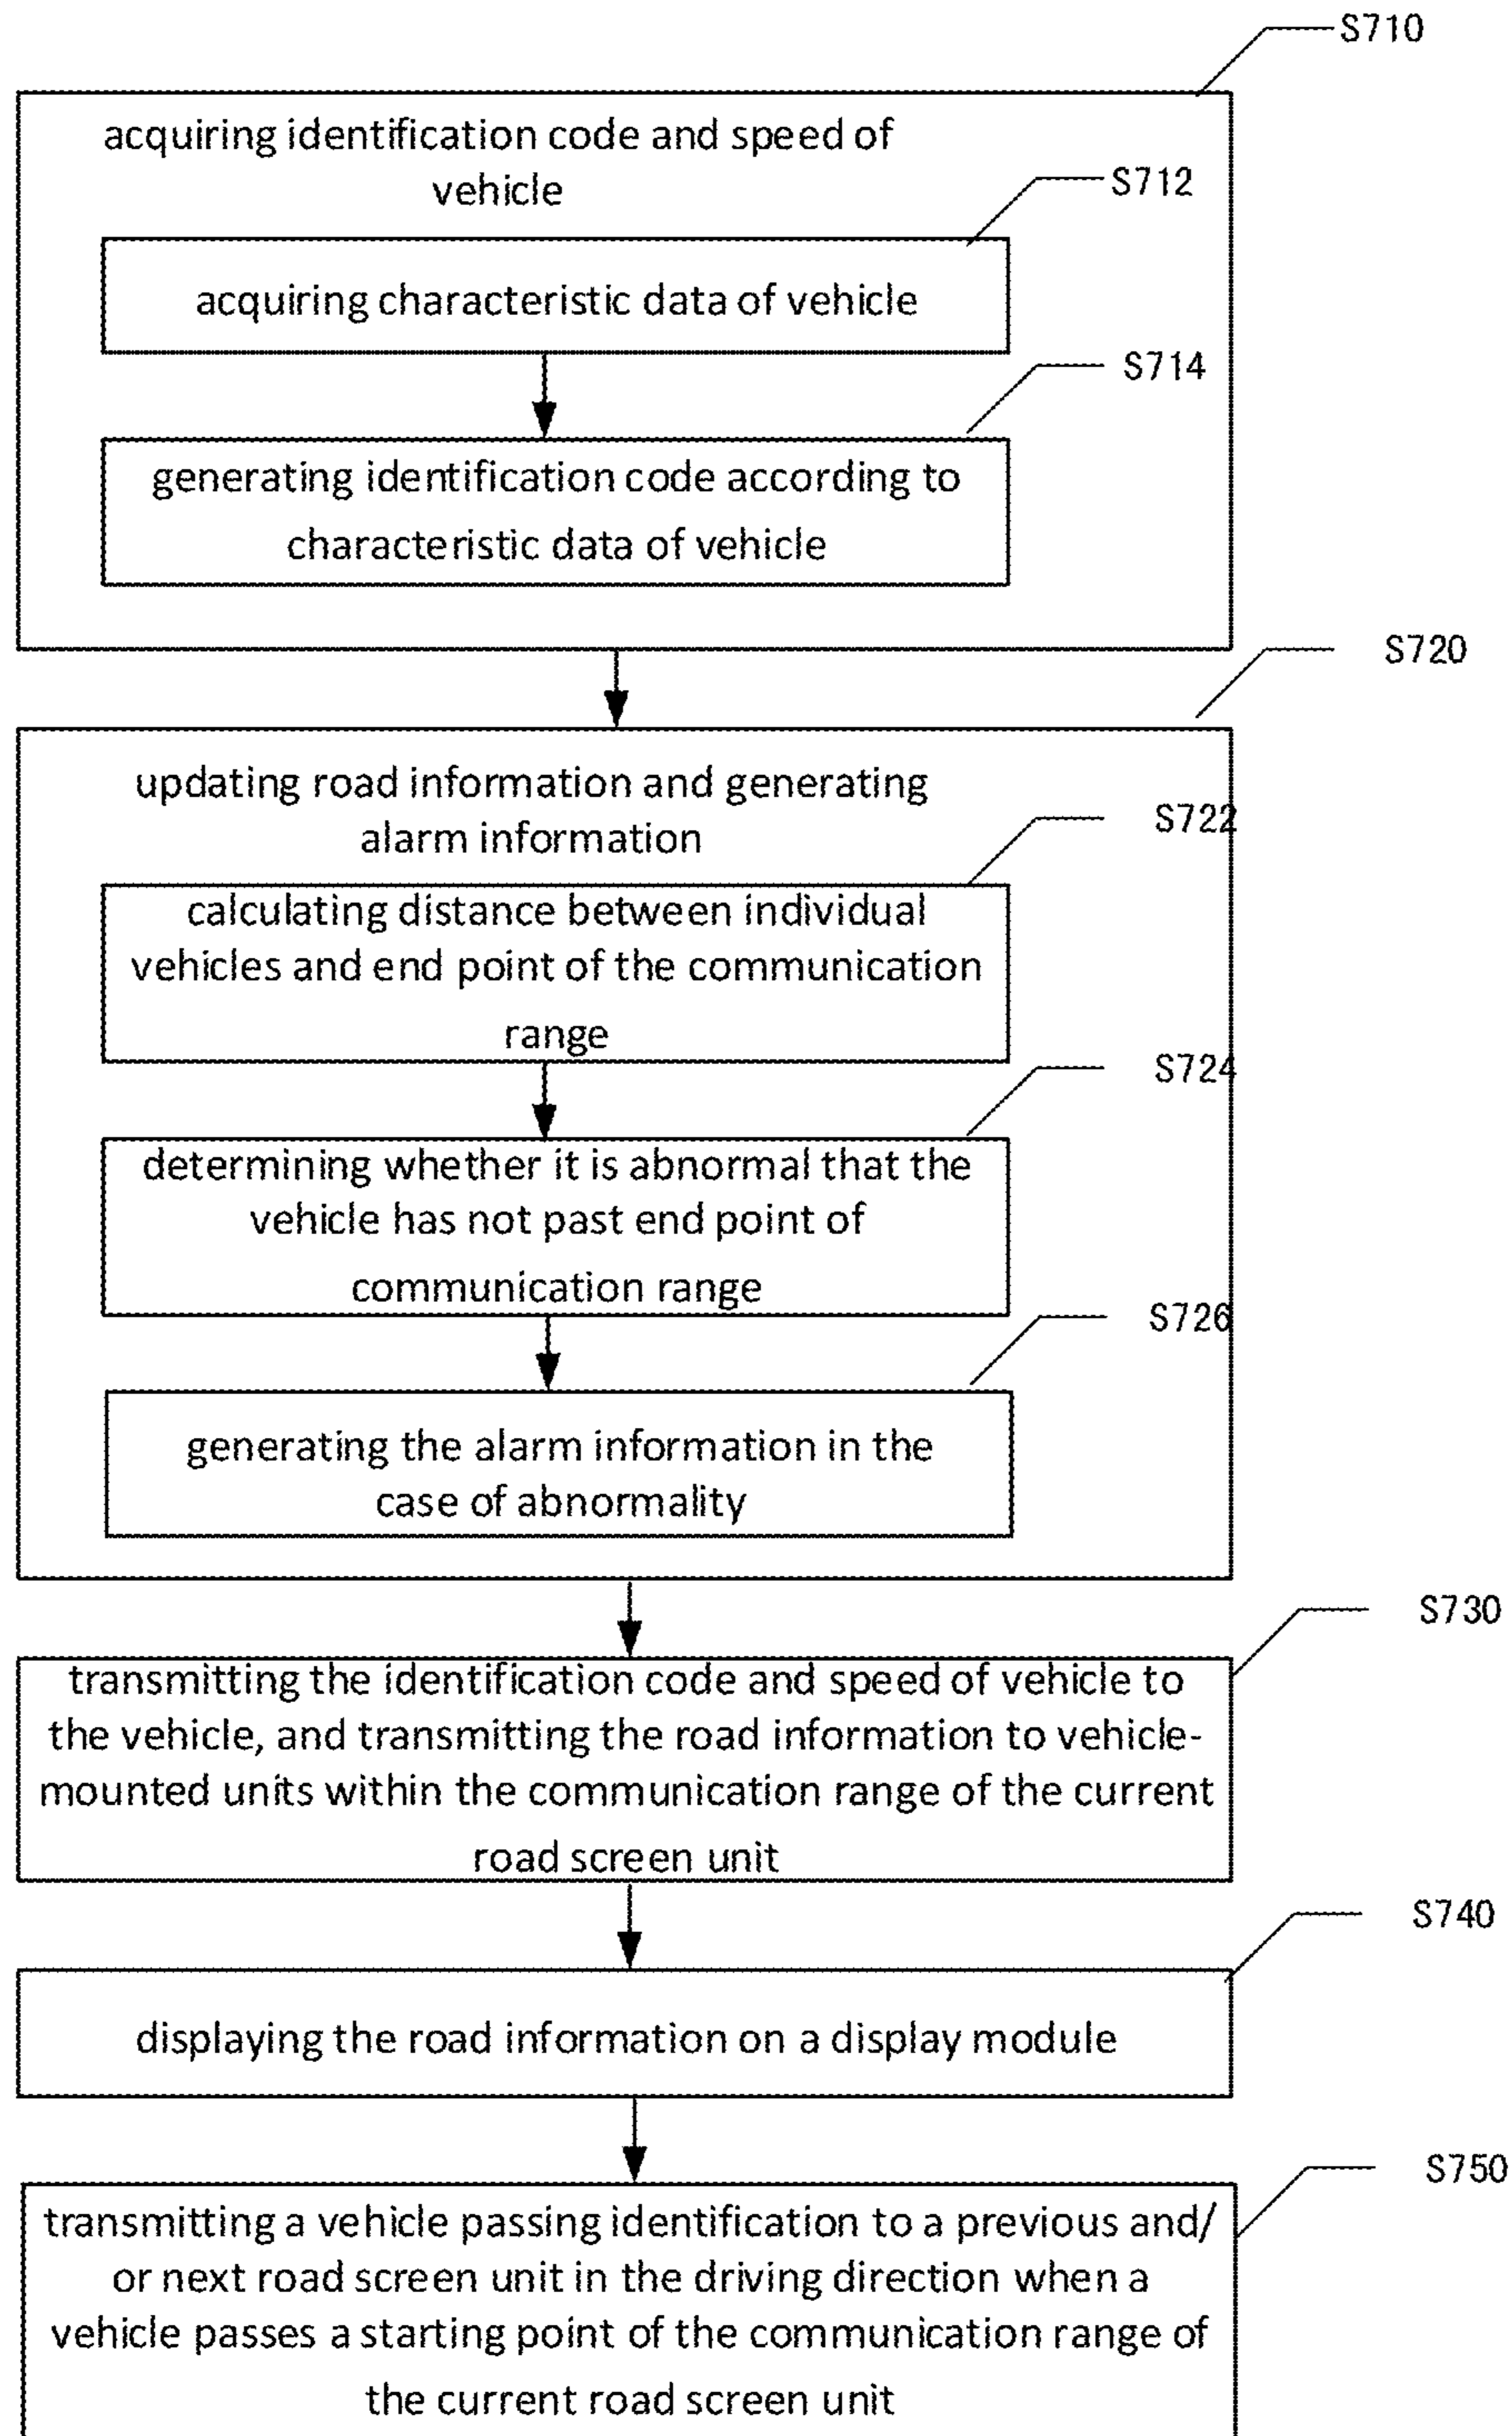 S710
acquiring identification code and speed of
vehicle
S712
acquiring characteristic data of vehicle
S714
generating identification code according to
characteristic data of vehicle
S720
updating road information and generating
alarm information
S722
calculating distance between individual
vehicles and end point of the communication
range
S724
determining whether it is abnormal that the
vehicle has not past end point of
communication range
S726
generating the alarm information in the
case of abnormality
S730
transmitting the identification code and speed of vehicle to
the vehicle, and transmitting the road information to vehicle-
mounted units within the communication range of the current
road screen unit
S740
displaying the road information on a display module
S750
transmitting a vehicle passing identification to a previous and/
or next road screen unit in the driving direction when a
vehicle passes a starting point of the communication range of
the current road screen unit